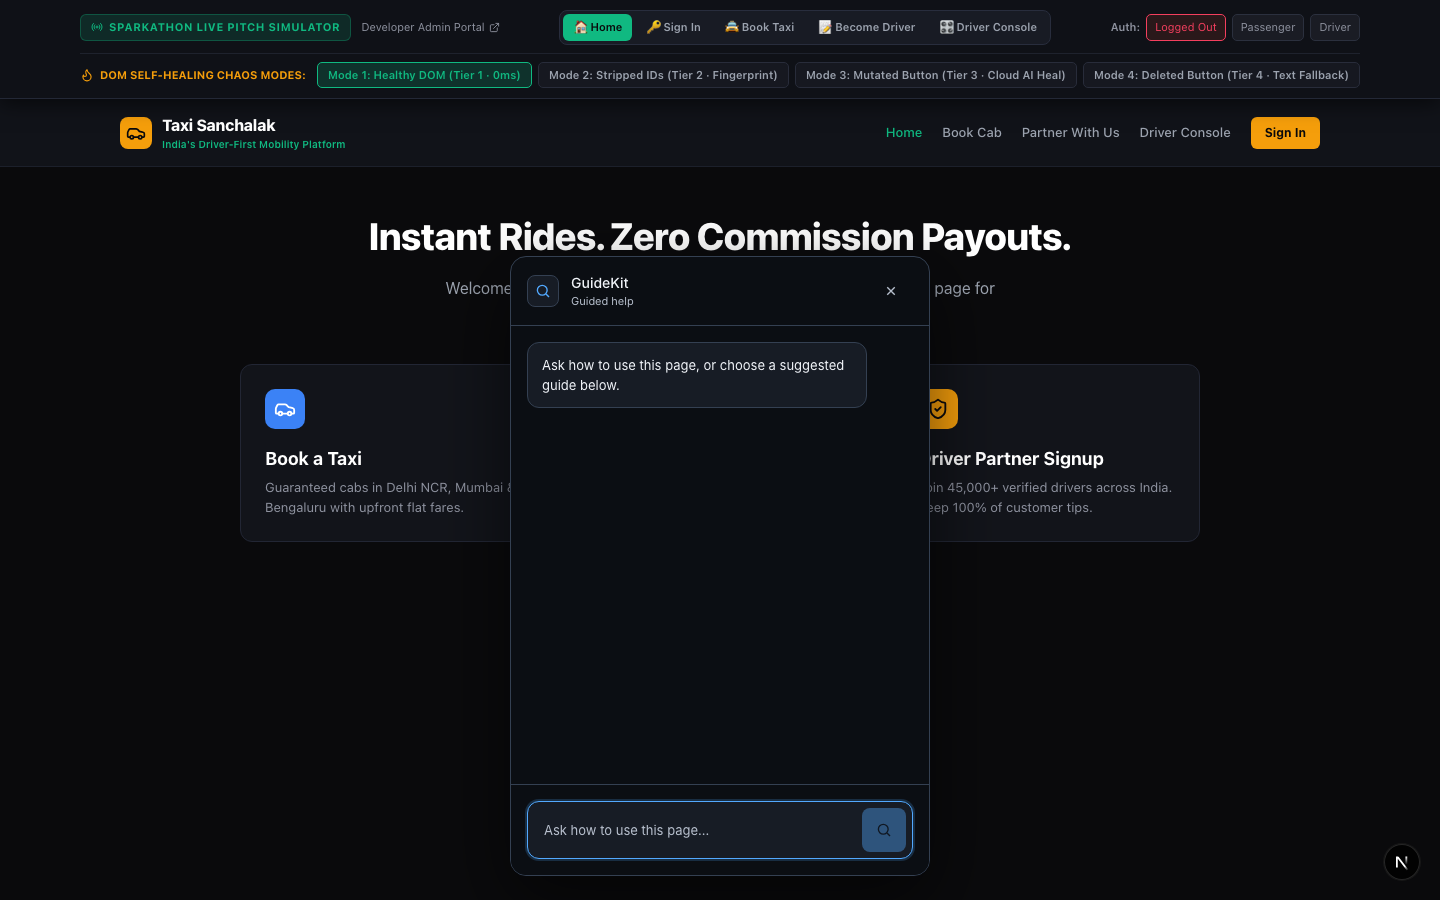 SPARKATHON LIVE PITCH SIMULATOR
Developer Admin Portal
Home
Sign In
Book Taxi
Become Driver
Driver Console
Auth:
Logged Out
Passenger
Driver
DOM SELF-HEALING CHAOS MODES:
Mode 1: Healthy DOM (Tier 1 · 0ms)
Mode 2: Stripped IDs (Tier 2 · Fingerprint)
Mode 3: Mutated Button (Tier 3 · Cloud AI Heal)
Mode 4: Deleted Button (Tier 4 · Text Fallback)
Taxi Sanchalak
India's Driver-First Mobility Platform
Home
Book Cab
Partner With Us
Driver Console
Sign In
Instant Rides. Zero Commission Payouts.
Welcome
page for
GuideKit
Guided help
Ask how to use this page, or choose a suggested
guide below.
Book a Taxi
Guaranteed cabs in Delhi NCR, Mumbai &
Bengaluru with upfront flat fares.
Partner Signup
45,000+ verified drivers across India.
100% of customer tips.
Ask how to use this page...
N